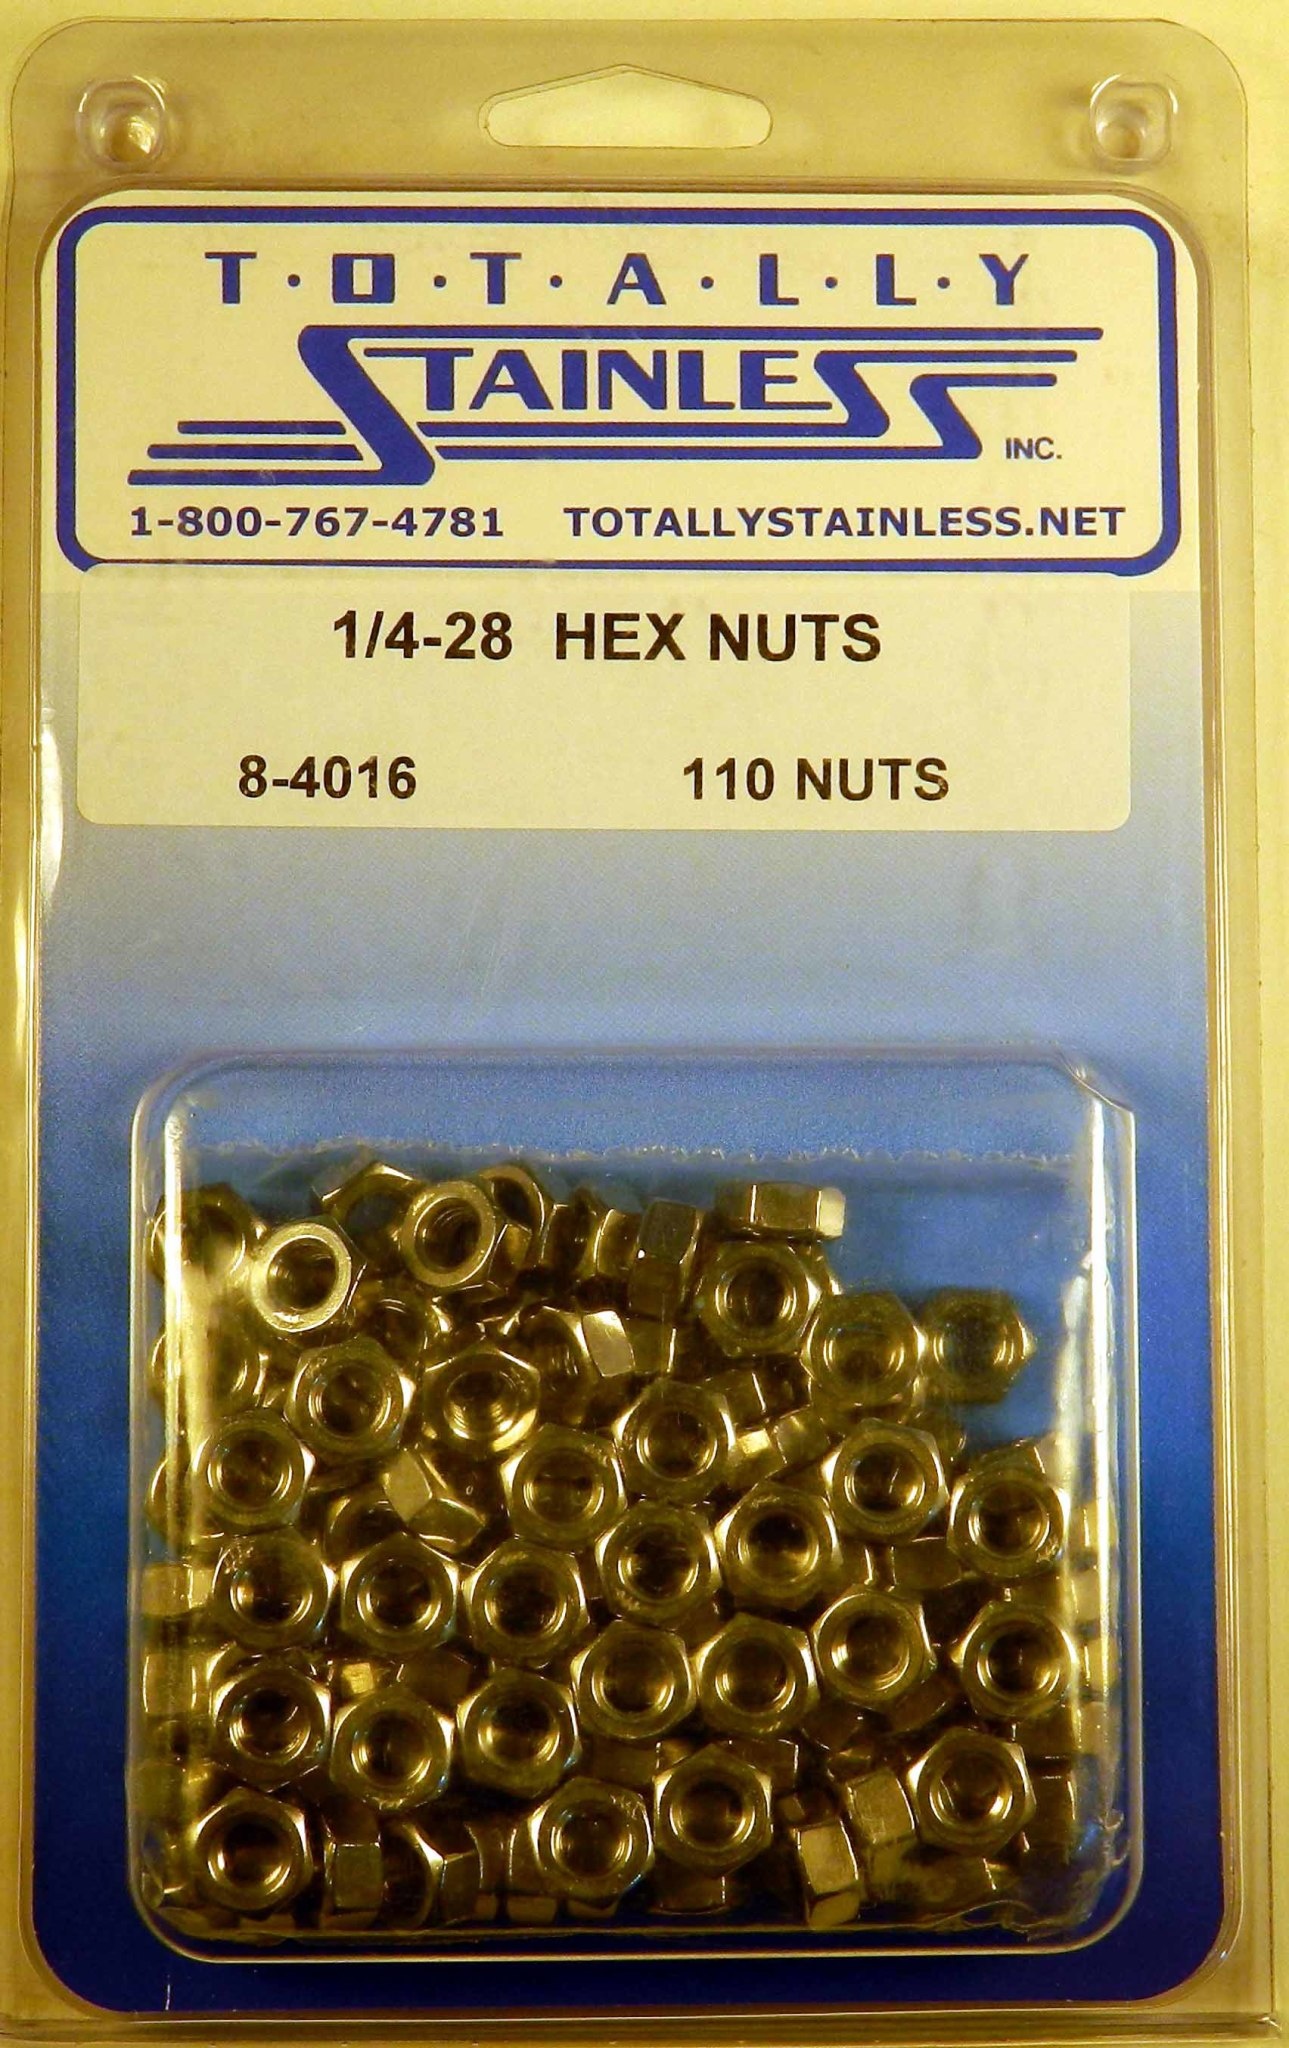 T·O·T·A·L·L·Y
STAINLESS
INC.
1-800-767-4781 TOTALLYSTAINLESS.NET
1/4-28 HEX NUTS
8-4016 110 NUTS